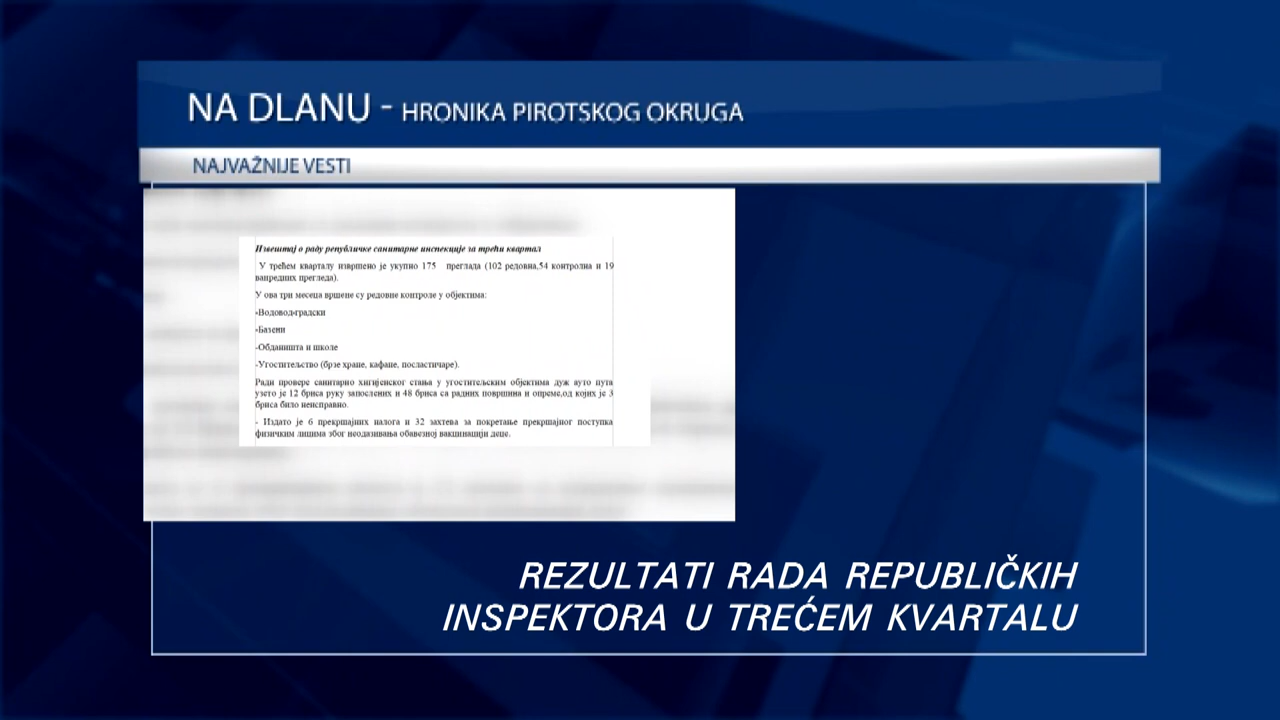 NA DLANU - HRONIKA PIROTSKOG OKRUGA
NAJVAŽNIJE VESTI
Извештај о раду републичке санитарне инспекције за трећи квартал
У трећем кварталу извршено је укупно 175 прегледа (102 редовна,54 контролна и 19
ванредних прегледа).
У ова три месеца вршене су редовне контроле у објектима:
-Водовод-градски
-Базени
-Обданишта и школе
-Угоститељство (брзе хране, кафане, посластичаре).
Ради провере санитарно хигијенског стања у угоститељским објектима дуж ауто пута
узето је 12 бриса руку запослених и 48 бриса са радних површина и опреме,од којих је 3
бриса било неисправно.
- Издато је 6 прекршајних налога и 32 захтева за покретање прекршајног поступка
физичким лицима због неодазивања обавезној вакцинацији деце.
REZULTATI RADA REPUBLIČKIH
INSPEKTORA U TREĆEM KVARTALU